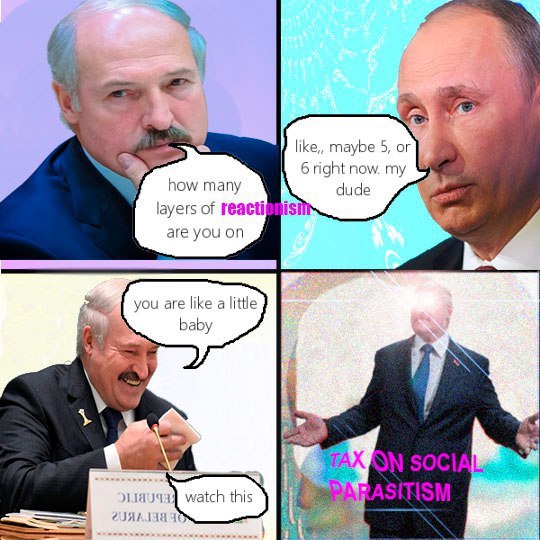 how many
layers of reactionism
are you on
like,, maybe 5, or
6 right now. my
dude
you are like a little
baby
watch this
REPUBLIC
OF BELARUS
TAX ON SOCIAL
PARASITISM